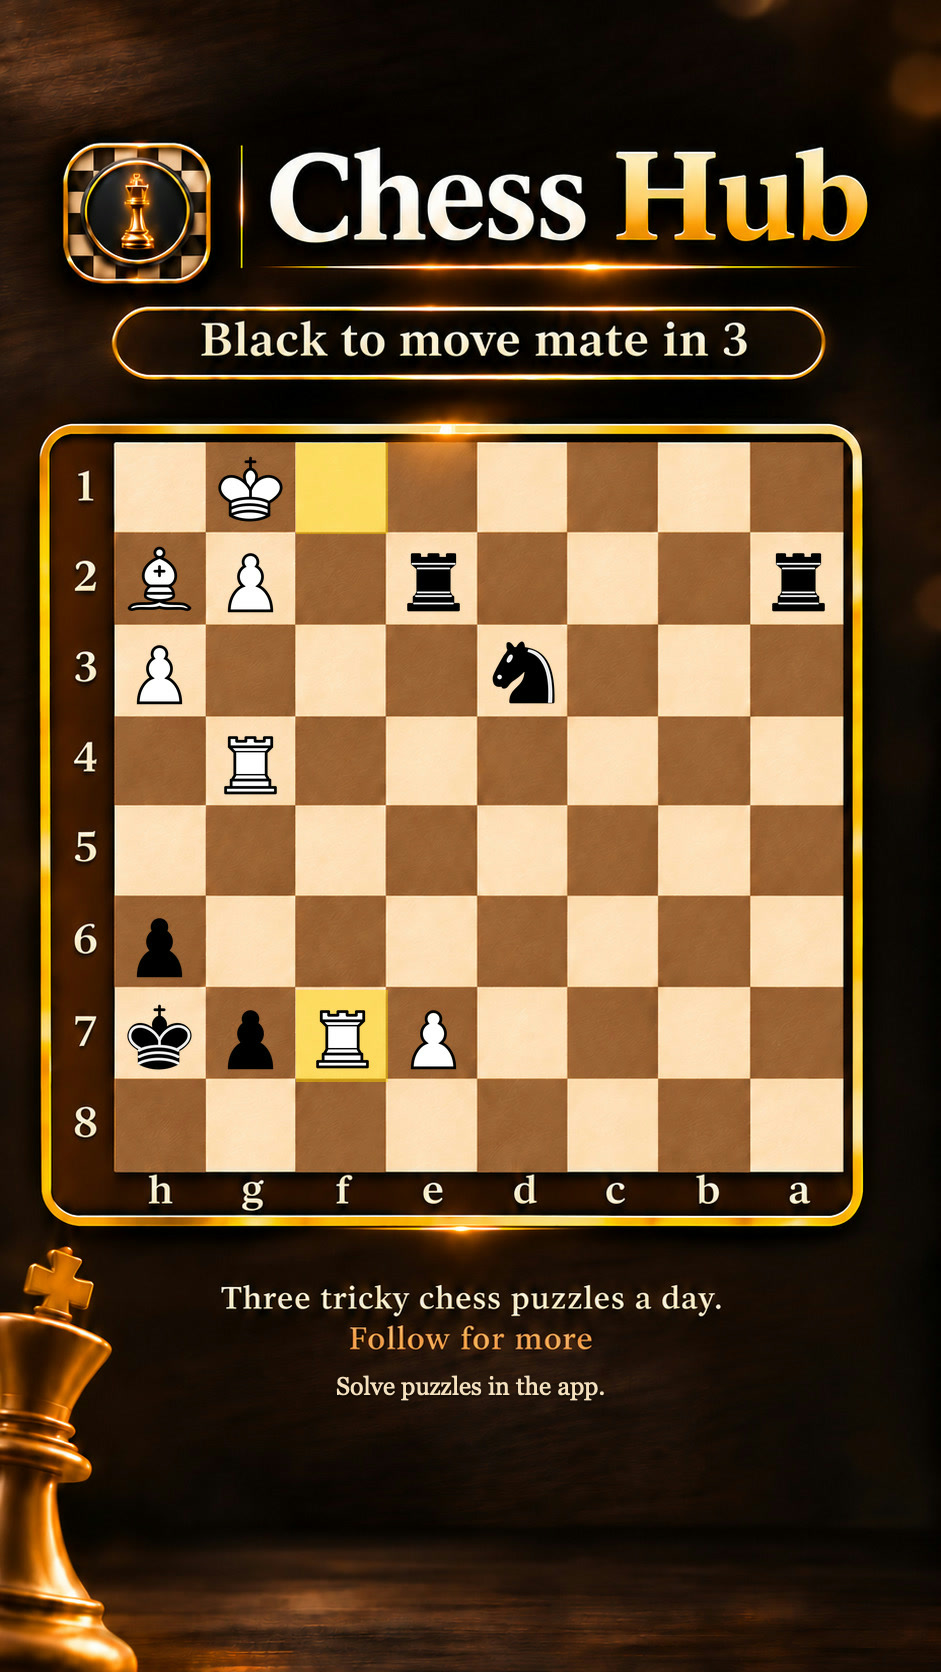 Chess Hub
Black to move mate in 3
1
2
3
4
5
6
7
8
h g f e d c b a
Three tricky chess puzzles a day.
Follow for more
Solve puzzles in the app.